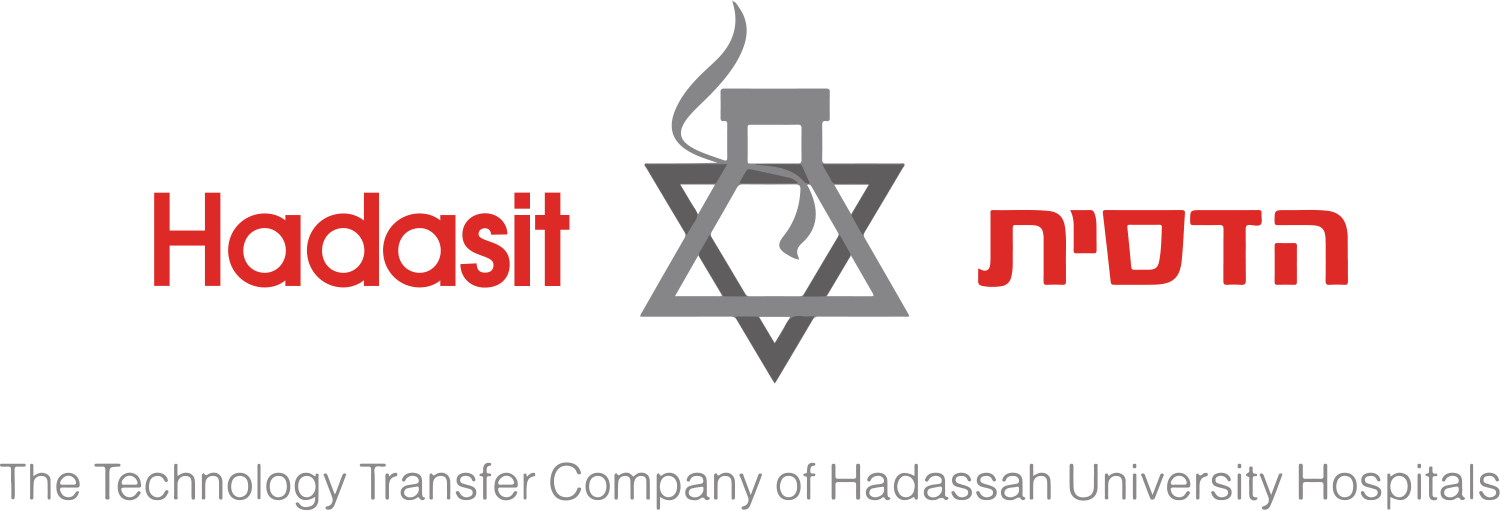 Hadasit הדסית
The Technology Transfer Company of Hadassah University Hospitals